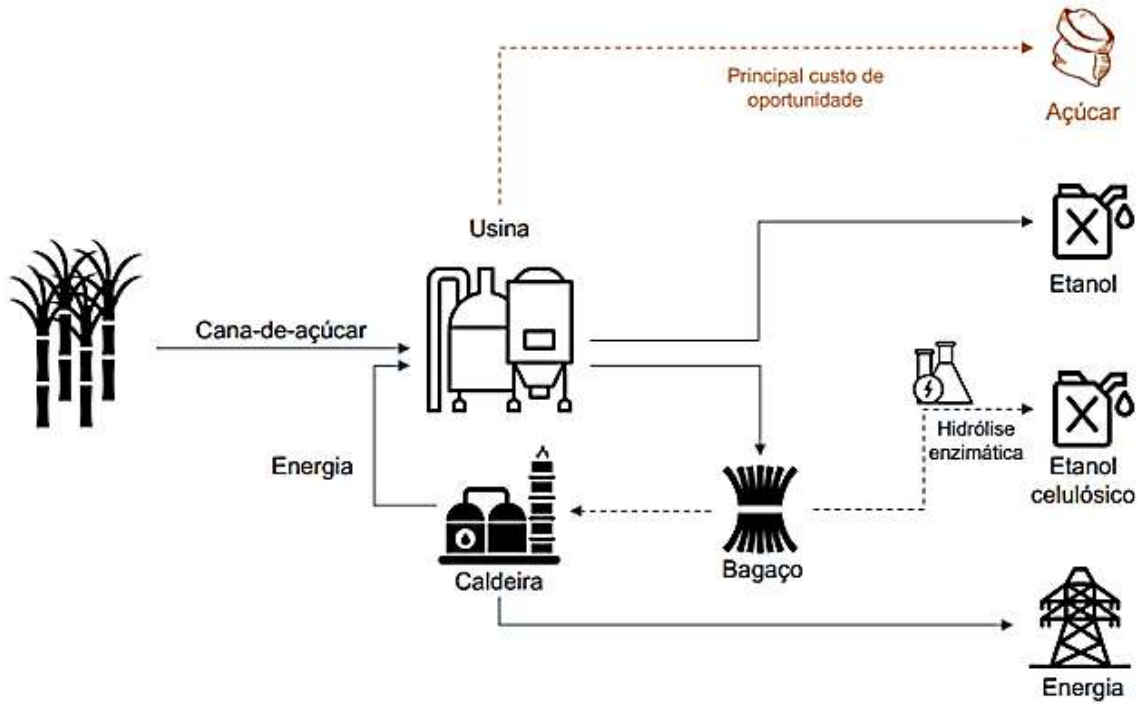 Principal custo de
oportunidade
Açúcar
Usina
Etanol
Cana-de-açúcar
Hidrólise
enzimática
Energia
Etanol
celulósico
Bagaço
Caldeira
Energia